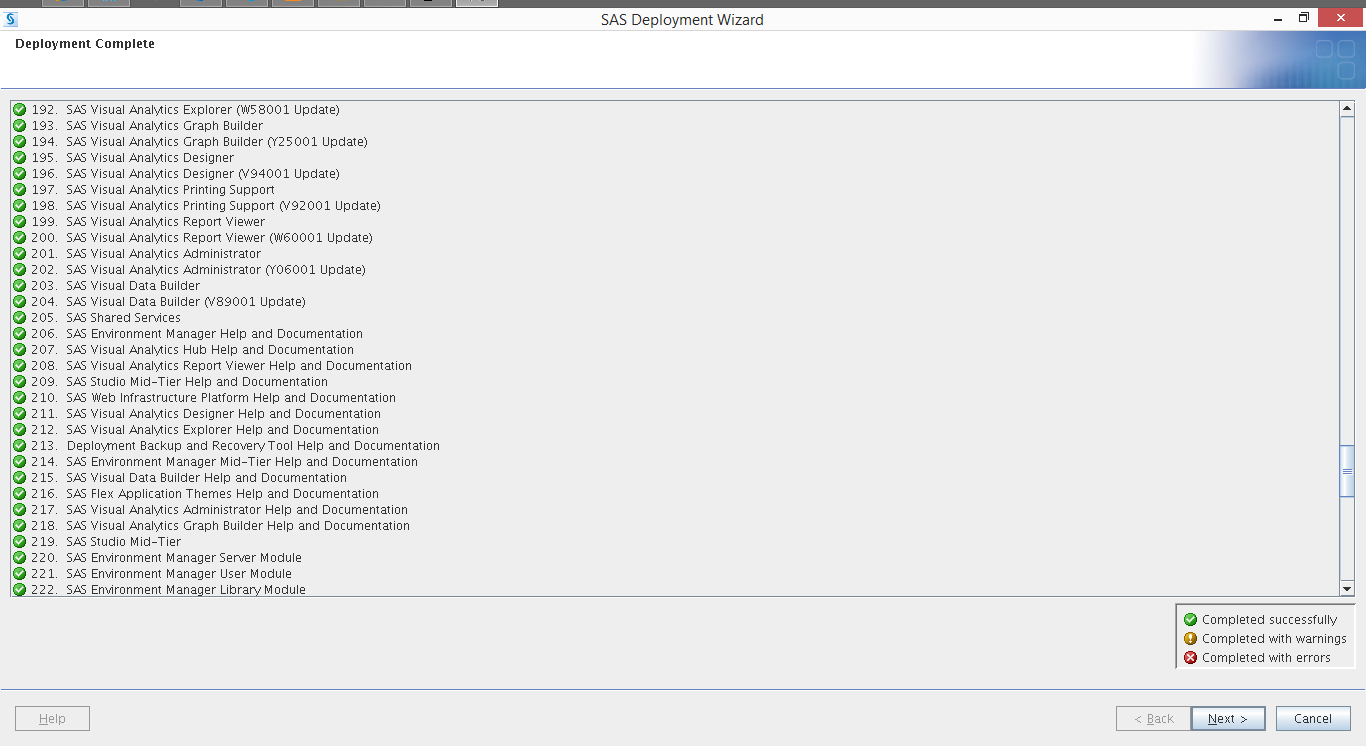 SAS Deployment Wizard
Deployment Complete
192. SAS Visual Analytics Explorer (W58001 Update)
193. SAS Visual Analytics Graph Builder
194. SAS Visual Analytics Graph Builder (Y25001 Update)
195. SAS Visual Analytics Designer
196. SAS Visual Analytics Designer (V94001 Update)
197. SAS Visual Analytics Printing Support
198. SAS Visual Analytics Printing Support (V92001 Update)
199. SAS Visual Analytics Report Viewer
200. SAS Visual Analytics Report Viewer (W60001 Update)
201. SAS Visual Analytics Administrator
202. SAS Visual Analytics Administrator (Y06001 Update)
203. SAS Visual Data Builder
204. SAS Visual Data Builder (V89001 Update)
205. SAS Shared Services
206. SAS Environment Manager Help and Documentation
207. SAS Visual Analytics Hub Help and Documentation
208. SAS Visual Analytics Report Viewer Help and Documentation
209. SAS Studio Mid-Tier Help and Documentation
210. SAS Web Infrastructure Platform Help and Documentation
211. SAS Visual Analytics Designer Help and Documentation
212. SAS Visual Analytics Explorer Help and Documentation
213. Deployment Backup and Recovery Tool Help and Documentation
214. SAS Environment Manager Mid-Tier Help and Documentation
215. SAS Visual Data Builder Help and Documentation
216. SAS Flex Application Themes Help and Documentation
217. SAS Visual Analytics Administrator Help and Documentation
218. SAS Visual Analytics Graph Builder Help and Documentation
219. SAS Studio Mid-Tier
220. SAS Environment Manager Server Module
221. SAS Environment Manager User Module
222. SAS Environment Manager Library Module
Completed successfully
Completed with warnings
Completed with errors
Help
< Back
Next >
Cancel